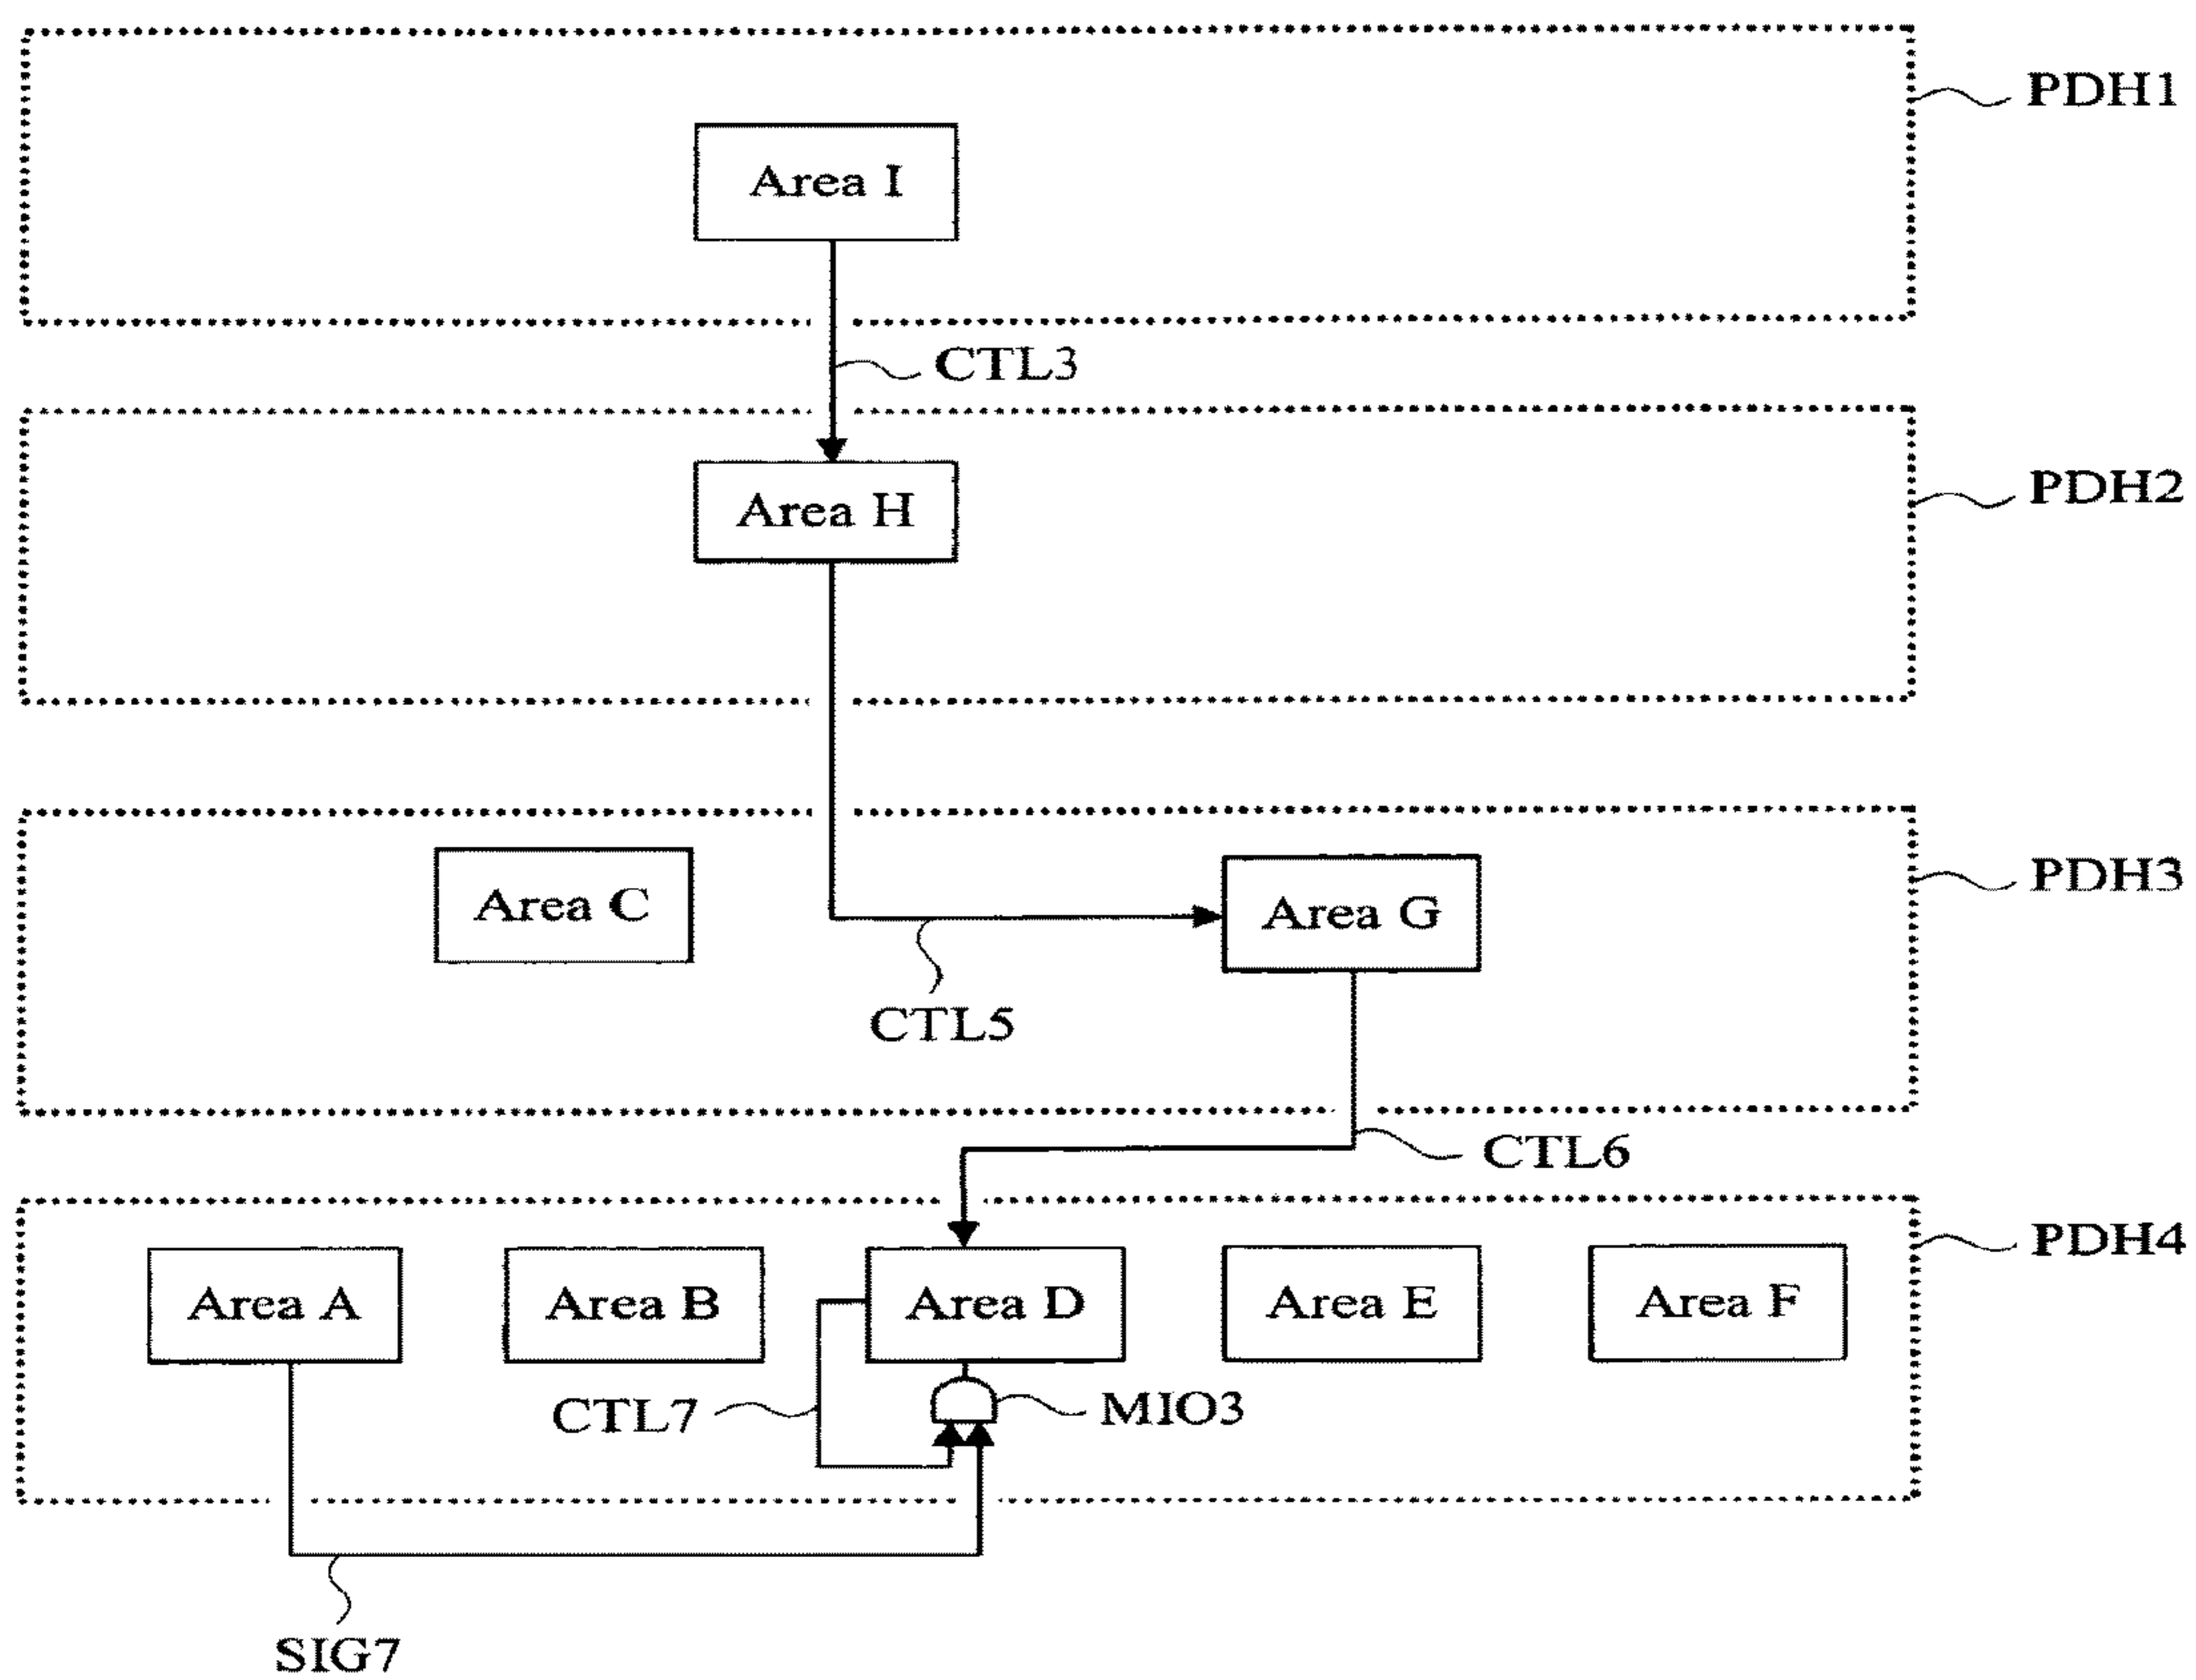 PDH1
Area I
CTL3
PDH2
Area H
PDH3
Area C
Area G
CTL5
CTL6
PDH4
Area A
Area B
Area D
Area E
Area F
CTL7
MIO3
SIG7